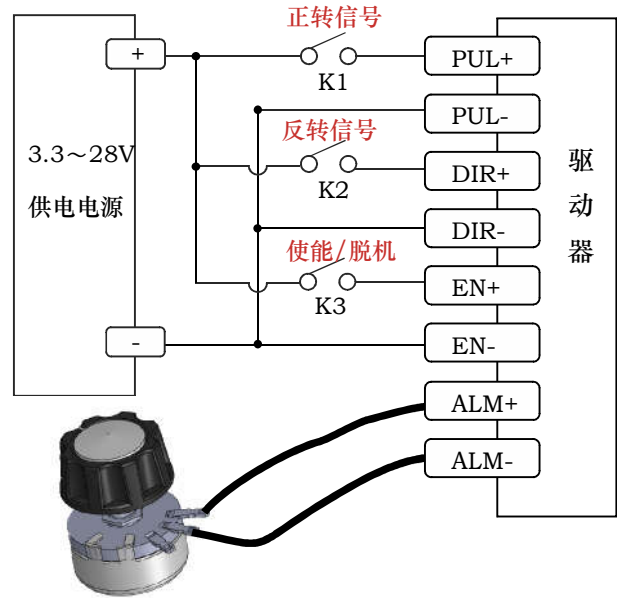 正转信号
+
K1
PUL+
PUL-
反转信号
3.3～28V
供电电源
K2
DIR+
驱
动
器
DIR-
使能/脱机
K3
EN+
-
EN-
ALM+
ALM-